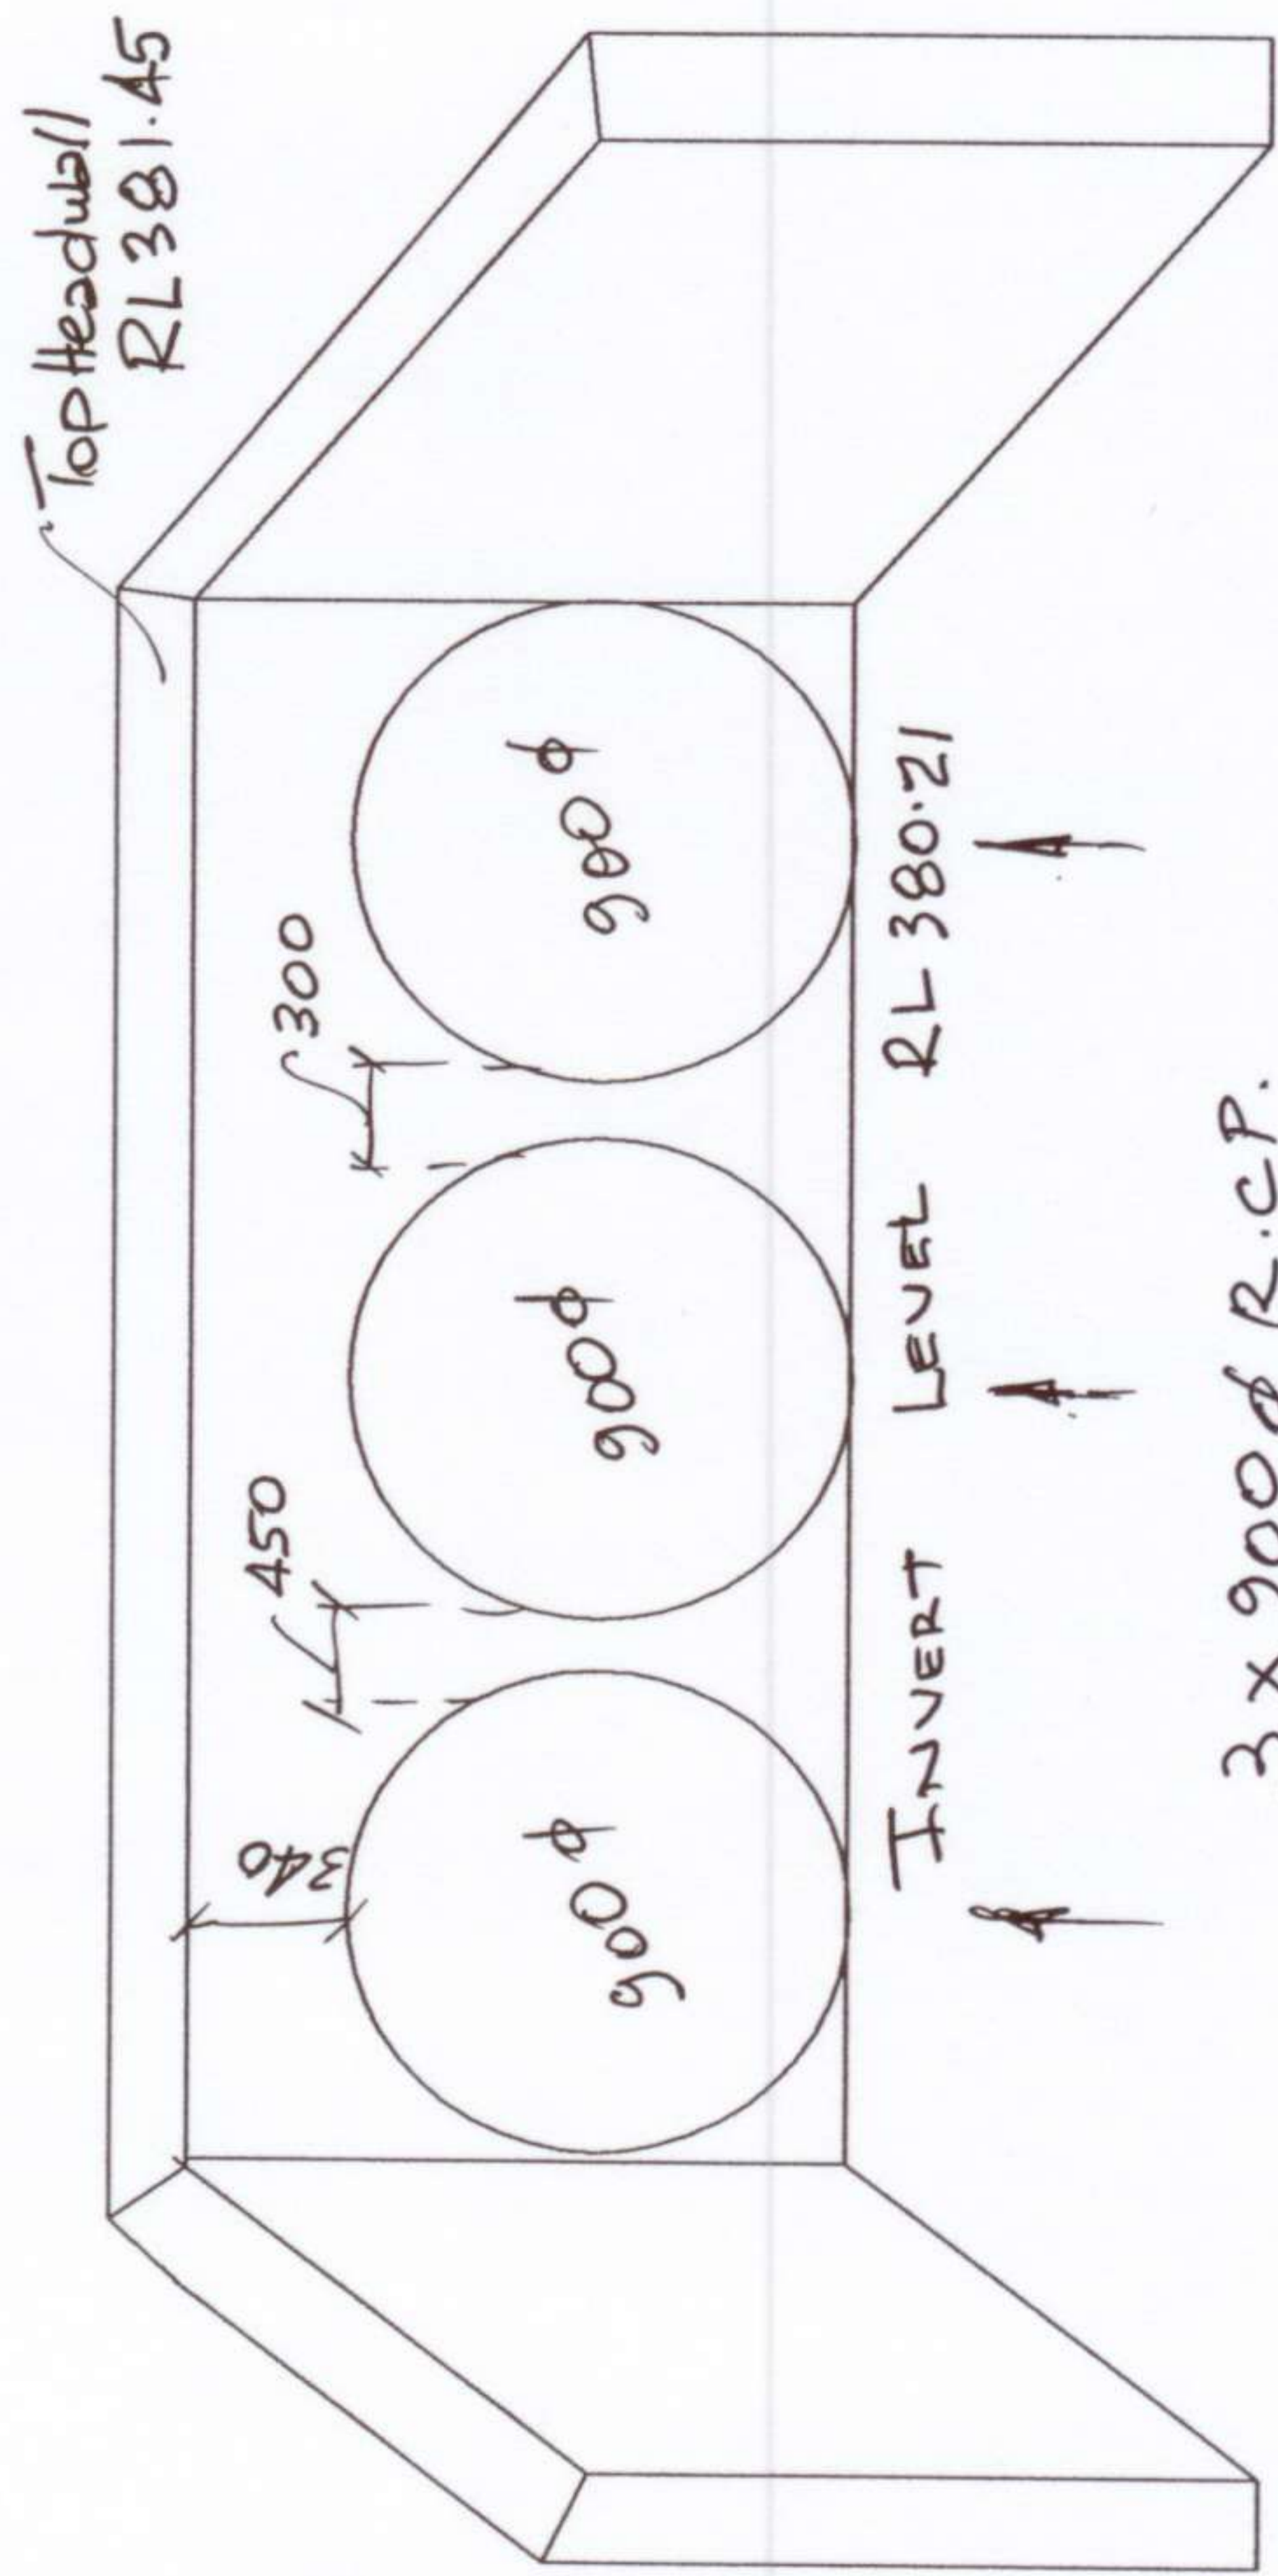 Top Headwall
RL 381.45
300
450
340
900 ϕ
900 ϕ
900 ϕ
INVERT LEVEL RL 380.21
3 x 900 ϕ R.C.P.